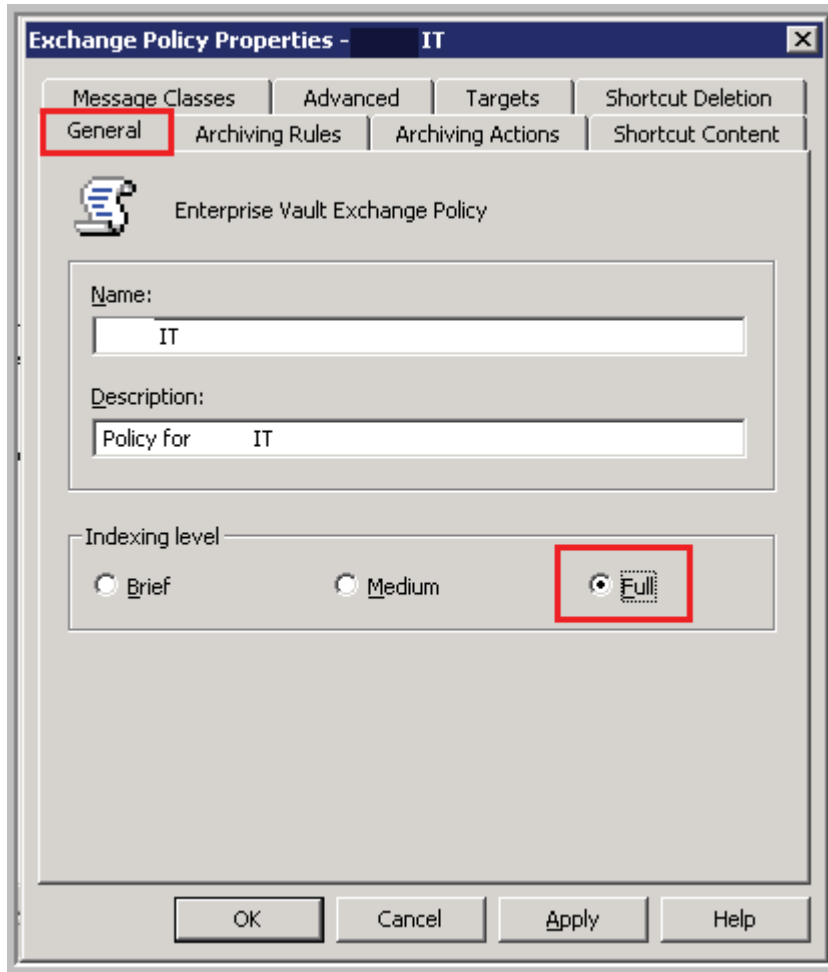 Exchange Policy Properties - IT
Message Classes Advanced Targets Shortcut Deletion
General Archiving Rules Archiving Actions Shortcut Content
Enterprise Vault Exchange Policy
Name:
IT
Description:
Policy for IT
Indexing level
Brief Medium Full
OK Cancel Apply Help